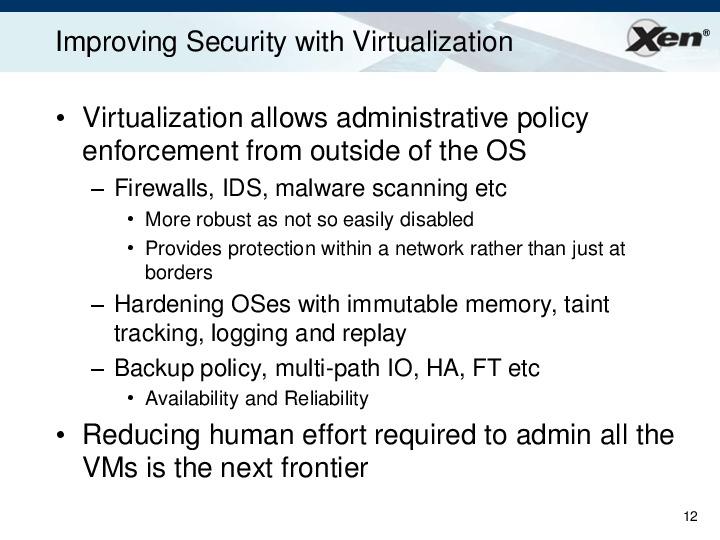 Improving Security with Virtualization
Xen®
• Virtualization allows administrative policy
enforcement from outside of the OS
– Firewalls, IDS, malware scanning etc
• More robust as not so easily disabled
• Provides protection within a network rather than just at
borders
– Hardening OSes with immutable memory, taint
tracking, logging and replay
– Backup policy, multi-path IO, HA, FT etc
• Availability and Reliability
• Reducing human effort required to admin all the
VMs is the next frontier
12